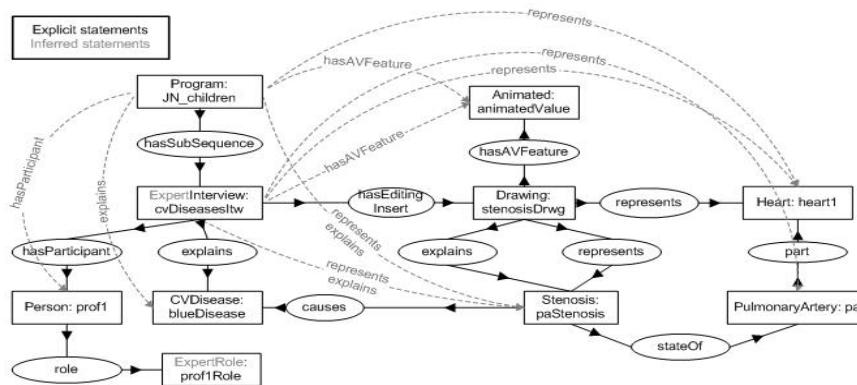 Explicit statements
Inferred statements
represents
hasAVFeature
represents
represents
Program:
JN_children
Animated:
animatedValue
hasSubSequence
hasAVFeature
hasAVFeature
hasParticipant
explains
ExpertInterview:
cvDiseasesItw
hasEditing
Insert
Drawing:
stenosisDrwg
represents
Heart: heart1
represents
explains
hasParticipant
explains
explains
represents
part
represents
explains
Person: prof1
CVDisease:
blueDisease
causes
Stenosis:
paStenosis
PulmonaryArtery: pa
stateOf
role
ExpertRole:
prof1Role